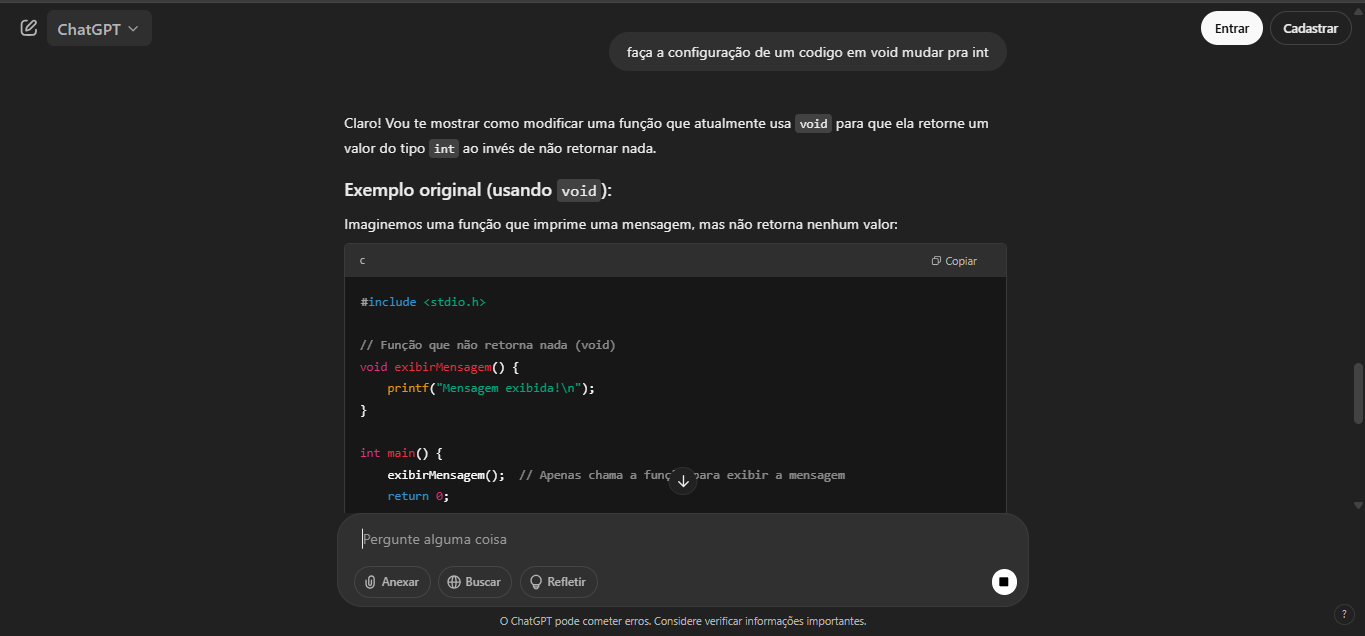 ChatGPT
Entrar
Cadastrar
faça a configuração de um codigo em void mudar pra int
Claro! Vou te mostrar como modificar uma função que atualmente usa void para que ela retorne um
valor do tipo int ao invés de não retornar nada.
Exemplo original (usando void):
Imaginemos uma função que imprime uma mensagem, mas não retorna nenhum valor:
c
Copiar
#include <stdio.h>
// Função que não retorna nada (void)
void exibirMensagem() {
    printf("Mensagem exibida!\n");
}
int main() {
    exibirMensagem();  // Apenas chama a para exibir a mensagem
    return 0;
Pergunte alguma coisa
Anexar
Buscar
Refletir
O ChatGPT pode cometer erros. Considere verificar informações importantes.
?